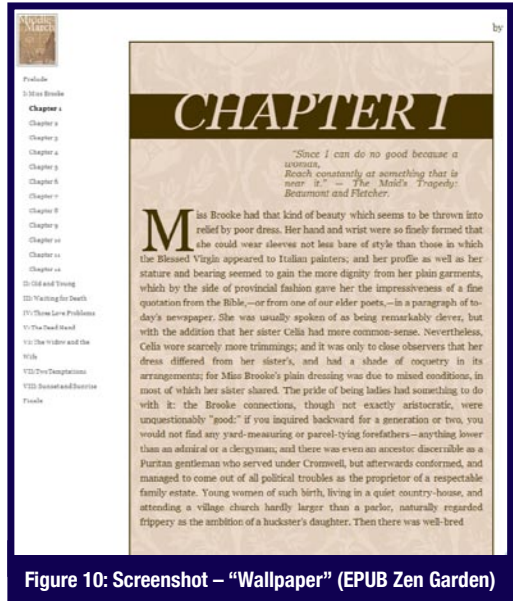 Middle
March
by
Prelude
I: Miss Brooke
Chapter 1
Chapter 2
Chapter 3
Chapter 4
Chapter 5
Chapter 6
Chapter 7
Chapter 8
Chapter 9
Chapter 10
Chapter 11
Chapter 12
II: Old and Young
III: Waiting for Death
IV: Three Love Problems
V: The Dead Hand
VI: The Widow and the
Wife
VII: Two Temptations
VIII: Sunset and Sunrise
Finale
CHAPTER I
"Since I can do no good because a
woman,
Reach constantly at something that is
near it." — The Maid's Tragedy:
Beaumont and Fletcher.
Miss Brooke had that kind of beauty which seems to be thrown into
relief by poor dress. Her hand and wrist were so finely formed that
she could wear sleeves not less bare of style than those in which
the Blessed Virgin appeared to Italian painters; and her profile as well as her
stature and bearing seemed to gain the more dignity from her plain garments,
which by the side of provincial fashion gave her the impressiveness of a fine
quotation from the Bible,—or from one of our elder poets,—in a paragraph of to-
day's newspaper. She was usually spoken of as being remarkably clever, but
with the addition that her sister Celia had more common-sense. Nevertheless,
Celia wore scarcely more trimmings; and it was only to close observers that her
dress differed from her sister's, and had a shade of coquetry in its
arrangements; for Miss Brooke's plain dressing was due to mixed conditions, in
most of which her sister shared. The pride of being ladies had something to do
with it: the Brooke connections, though not exactly aristocratic, were
unquestionably "good:" if you inquired backward for a generation or two, you
would not find any yard-measuring or parcel-tying forefathers—anything lower
than an admiral or a clergyman; and there was even an ancestor discernible as a
Puritan gentleman who served under Cromwell, but afterwards conformed, and
managed to come out of all political troubles as the proprietor of a respectable
family estate. Young women of such birth, living in a quiet country-house, and
attending a village church hardly larger than a parlor, naturally regarded
frippery as the ambition of a huckster's daughter. Then there was well-bred
Figure 10: Screenshot – “Wallpaper” (EPUB Zen Garden)